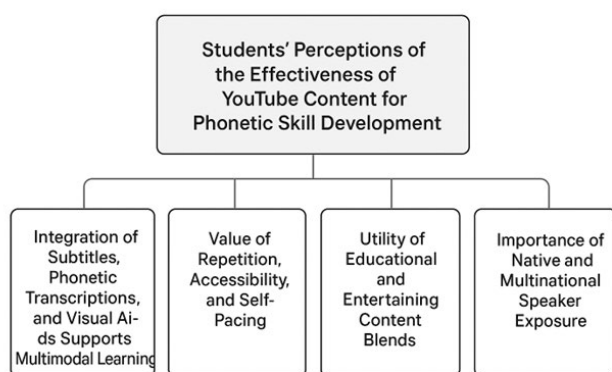 Students' Perceptions of
the Effectiveness of
YouTube Content for
Phonetic Skill Development
Integration of
Subtitles,
Phonetic
Transcriptions,
and Visual Ai-
ds Supports
Multimodal Learning
Value of
Repetition,
Accessibility,
and Self-
Pacing
Utility of
Educational
and
Entertaining
Content
Blends
Importance of
Native and
Multinational
Speaker
Exposure